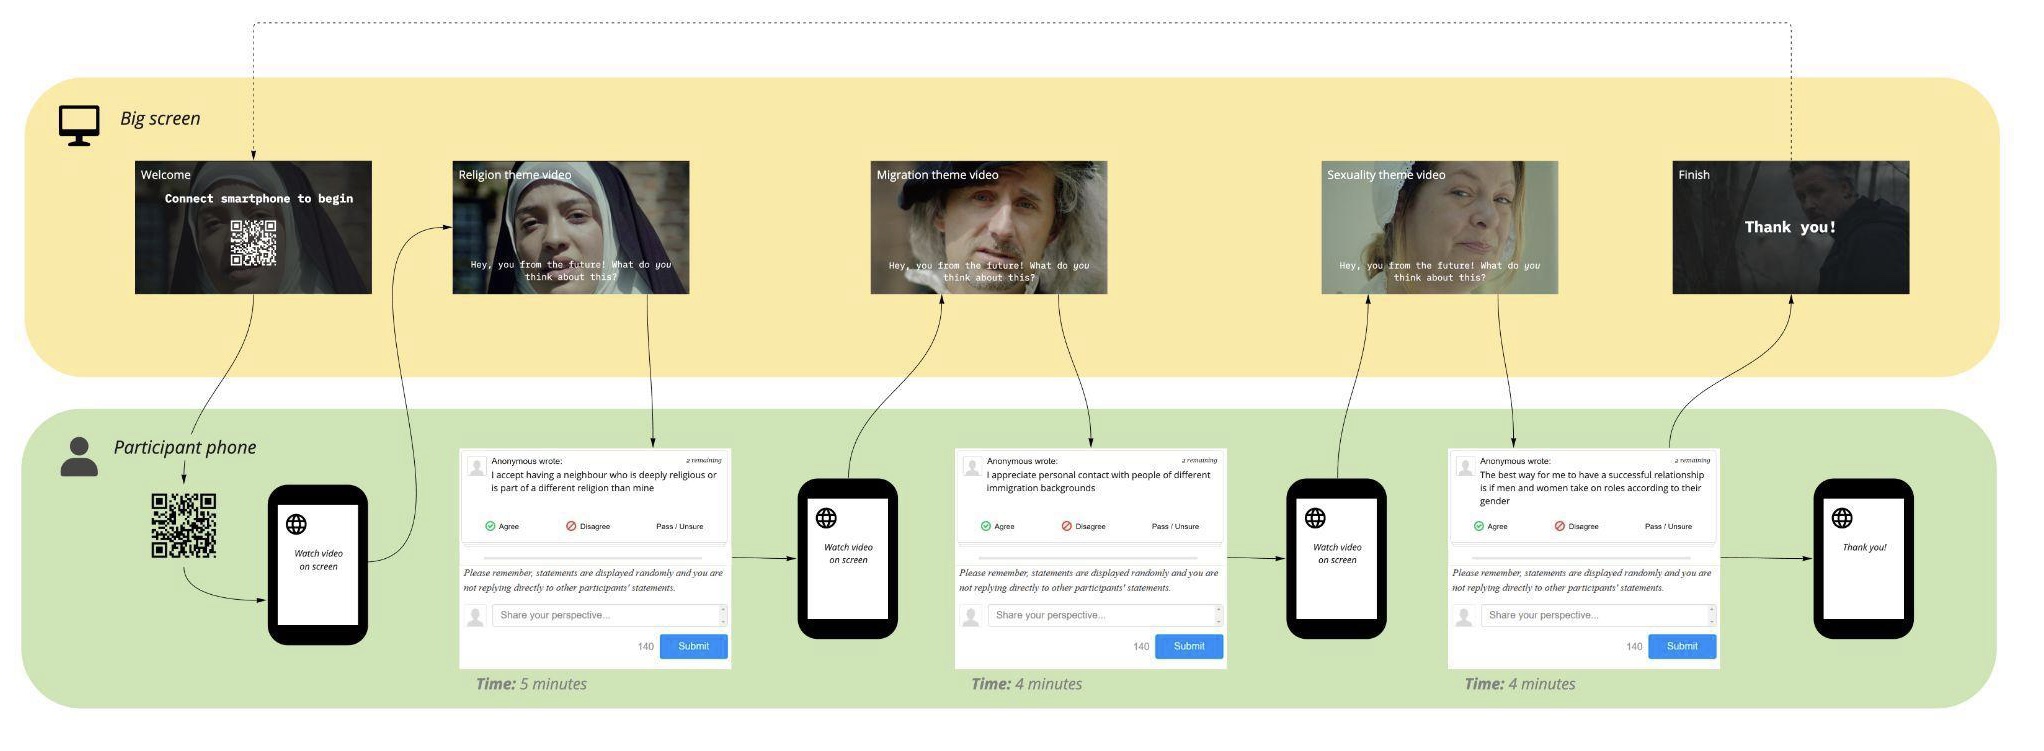 Big screen
Welcome
Connect smartphone to begin
Religion theme video
Hey, you from the future! What do you
think about this?
Migration theme video
Hey, you from the future! What do you
think about this?
Sexuality theme video
Hey, you from the future! What do you
think about this?
Finish
Thank you!
Participant phone
Watch video
on screen
Anonymous wrote:
2 remaining
I accept having a neighbour who is deeply religious or
is part of a different religion than mine
Agree
Disagree
Pass / Unsure
Please remember, statements are displayed randomly and you are
not replying directly to other participants' statements.
Share your perspective...
140
Submit
Time: 5 minutes
Watch video
on screen
Anonymous wrote:
2 remaining
I appreciate personal contact with people of different
immigration backgrounds
Agree
Disagree
Pass / Unsure
Please remember, statements are displayed randomly and you are
not replying directly to other participants' statements.
Share your perspective...
140
Submit
Time: 4 minutes
Watch video
on screen
Anonymous wrote:
2 remaining
The best way for me to have a successful relationship
is if men and women take on roles according to their
gender
Agree
Disagree
Pass / Unsure
Please remember, statements are displayed randomly and you are
not replying directly to other participants' statements.
Share your perspective...
140
Submit
Time: 4 minutes
Thank you!